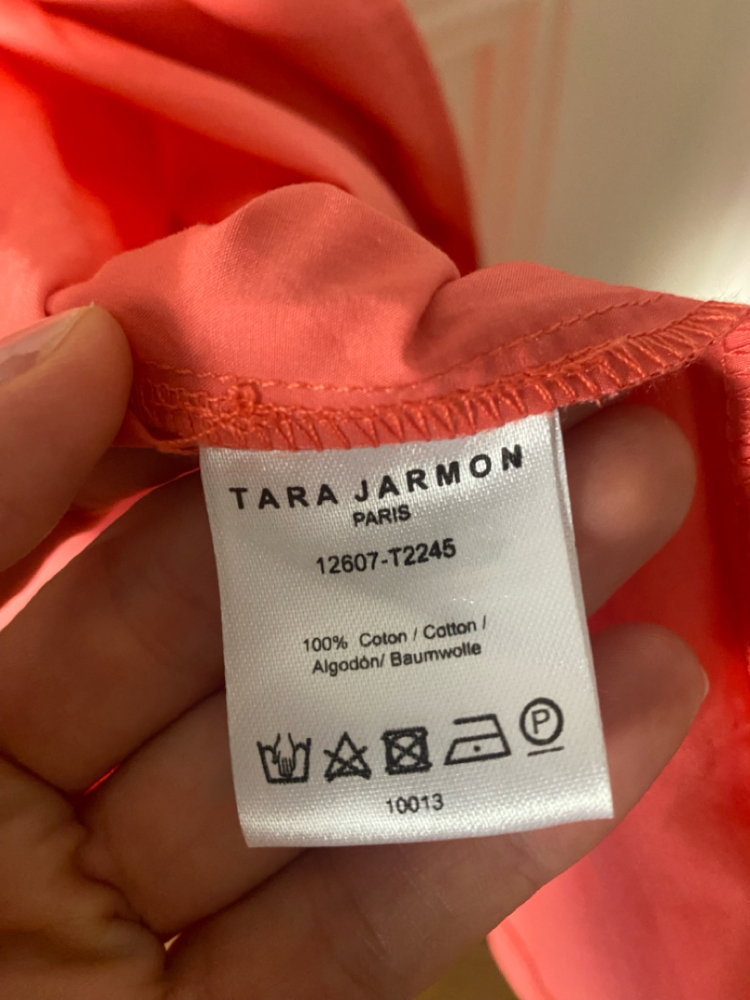 TARA JARMON
PARIS
12607-T2245
100% Coton / Cotton /
Algodón/ Baumwolle
P
10013